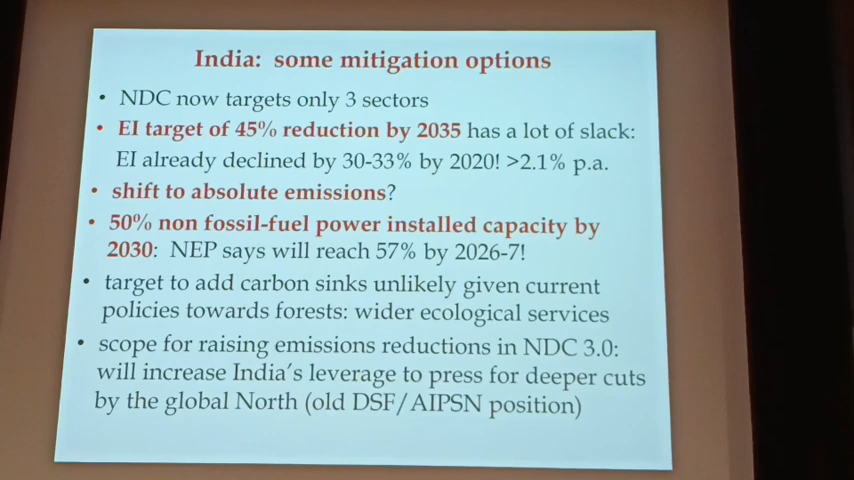 India: some mitigation options
• NDC now targets only 3 sectors
• EI target of 45% reduction by 2035 has a lot of slack:
EI already declined by 30-33% by 2020! >2.1% p.a.
• shift to absolute emissions?
• 50% non fossil-fuel power installed capacity by
2030: NEP says will reach 57% by 2026-7!
• target to add carbon sinks unlikely given current
policies towards forests: wider ecological services
• scope for raising emissions reductions in NDC 3.0:
will increase India's leverage to press for deeper cuts
by the global North (old DSF/AIPSN position)